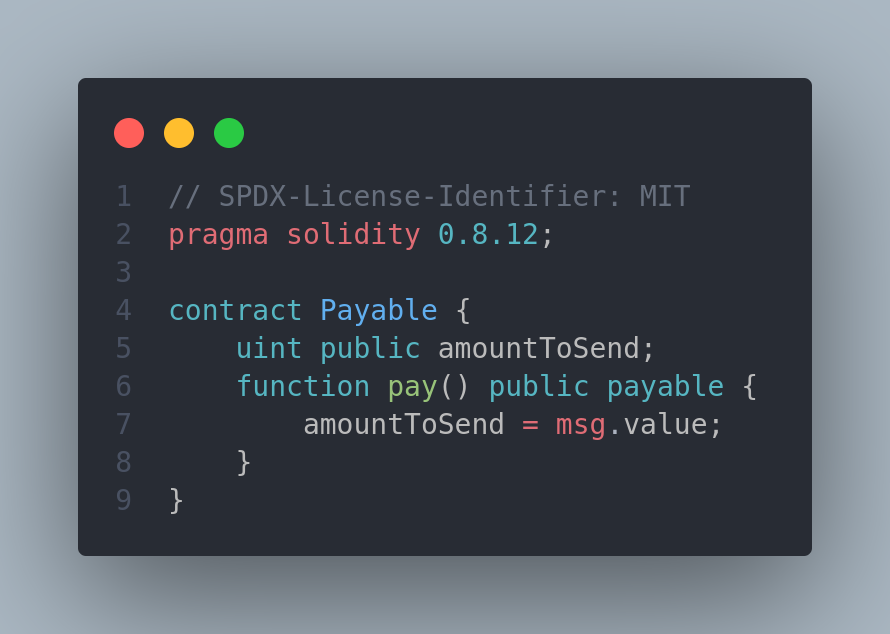 1 // SPDX-License-Identifier: MIT
2 pragma solidity 0.8.12;
3
4 contract Payable {
5     uint public amountToSend;
6     function pay() public payable {
7         amountToSend = msg.value;
8     }
9 }